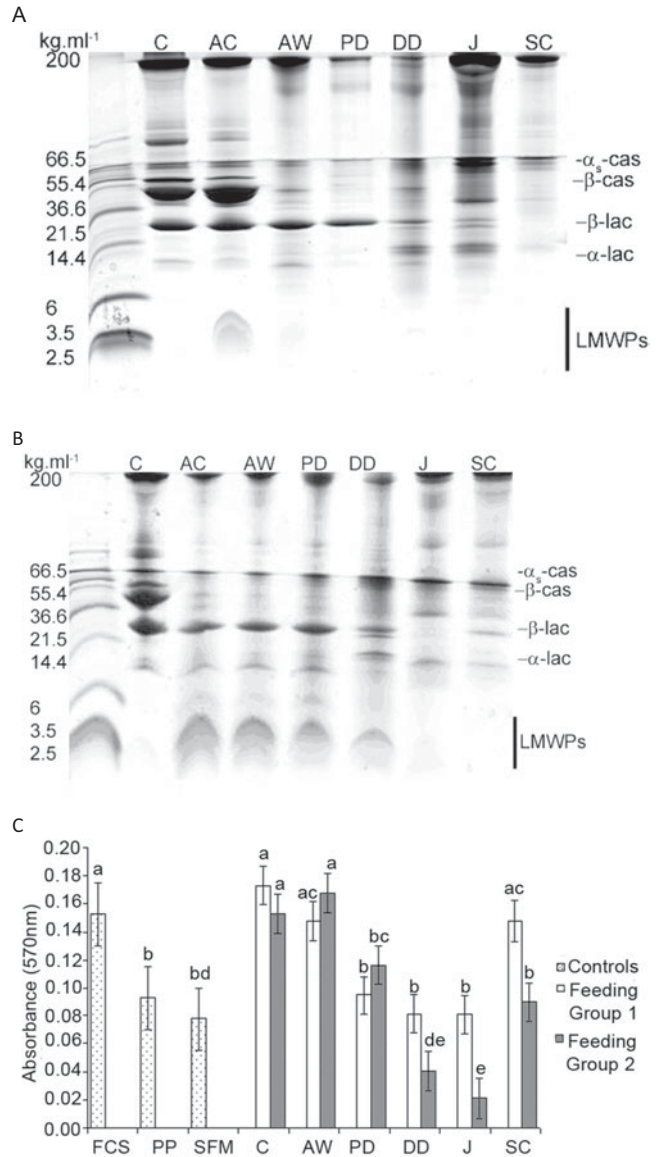 A
kg.ml⁻¹ C AC AW PD DD J SC
200
66.5 -αs-cas
55.4 -β-cas
36.6
21.5 -β-lac
14.4 -α-lac
6
3.5 LMWPs
2.5
B
kg.ml⁻¹ C AC AW PD DD J SC
200
66.5 -αs-cas
55.4 -β-cas
36.6
21.5 -β-lac
14.4 -α-lac
6
3.5 LMWPs
2.5
C
Absorbance (570nm)
0.20
0.18
0.16
0.14
0.12
0.10
0.08
0.06
0.04
0.02
0.00
a b bd a a ac a b bc b de b e ac b
FCS PP SFM C AW PD DD J SC
Controls
Feeding
Group 1
Feeding
Group 2